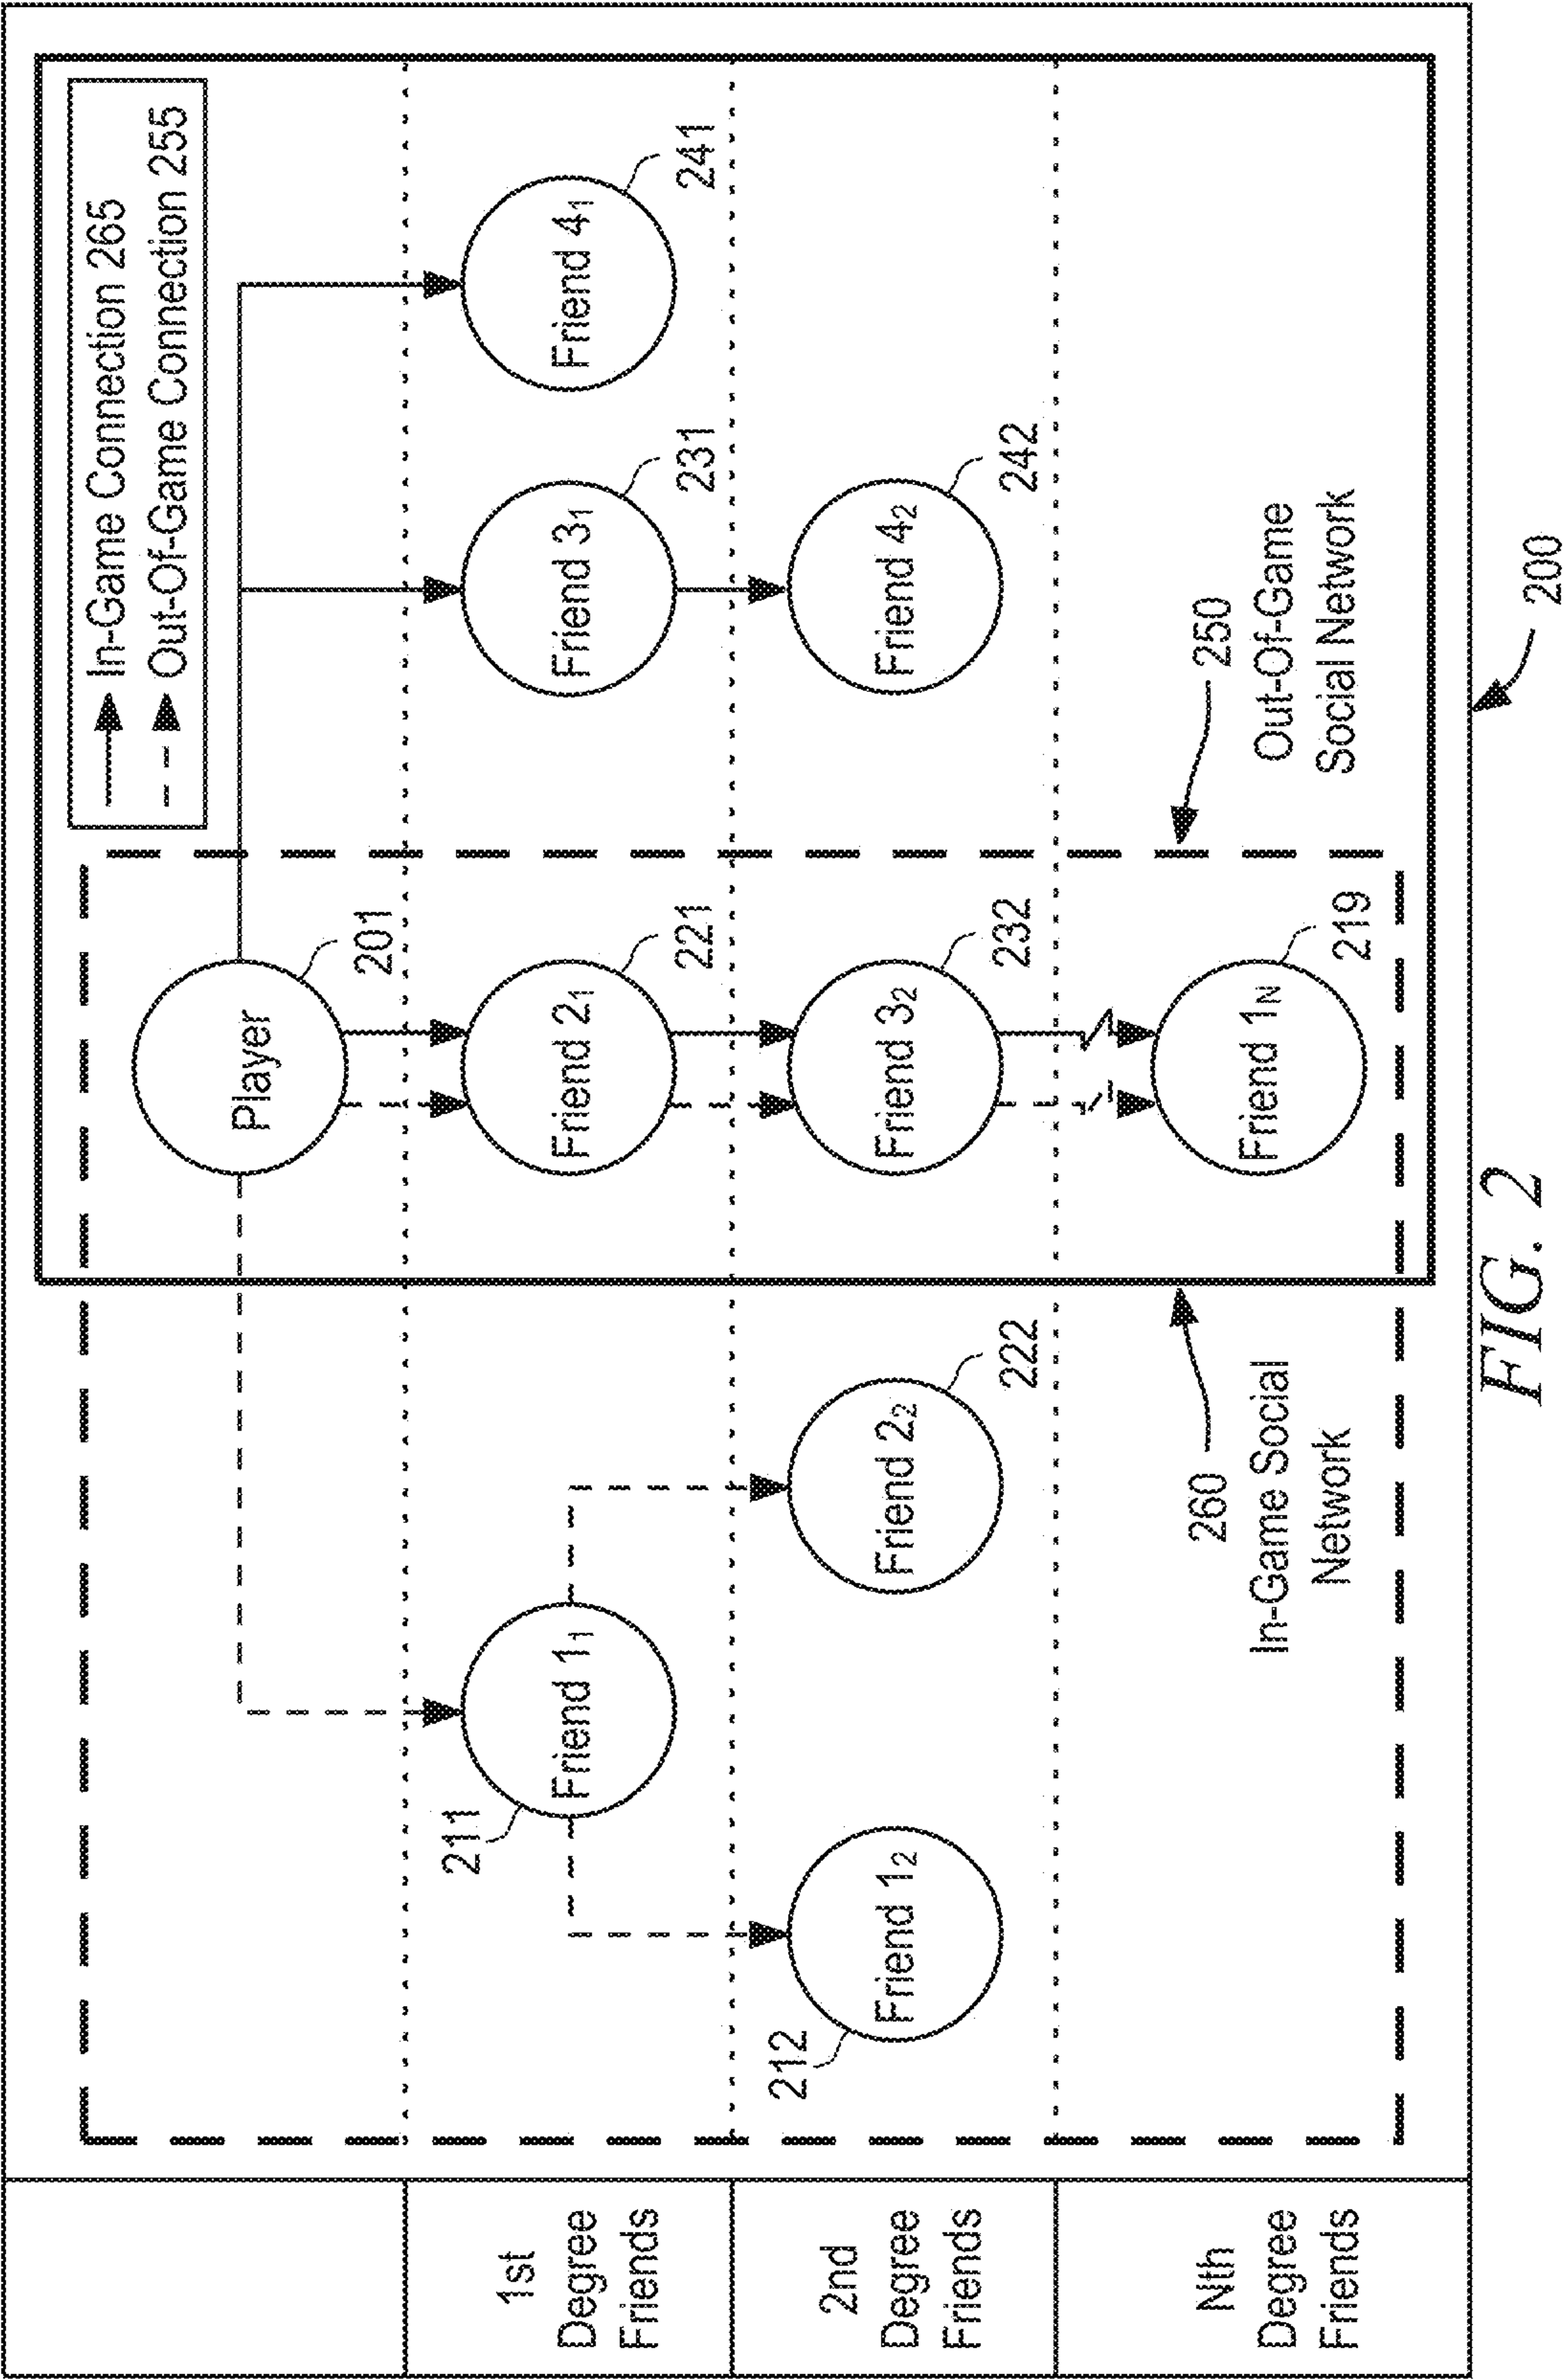 In-Game Connection 265
Out-Of-Game Connection 255
Player
201
1st
Degree
Friends
211
Friend 1₁
Friend 2₁
221
Friend 3₁
231
Friend 4₁
241
2nd
Degree
Friends
212
Friend 1₂
Friend 2₂
222
Friend 3₂
232
Friend 4₂
242
Nth
Degree
Friends
260
In-Game Social
Network
Friend 1N
219
250
Out-Of-Game
Social Network
200
FIG. 2